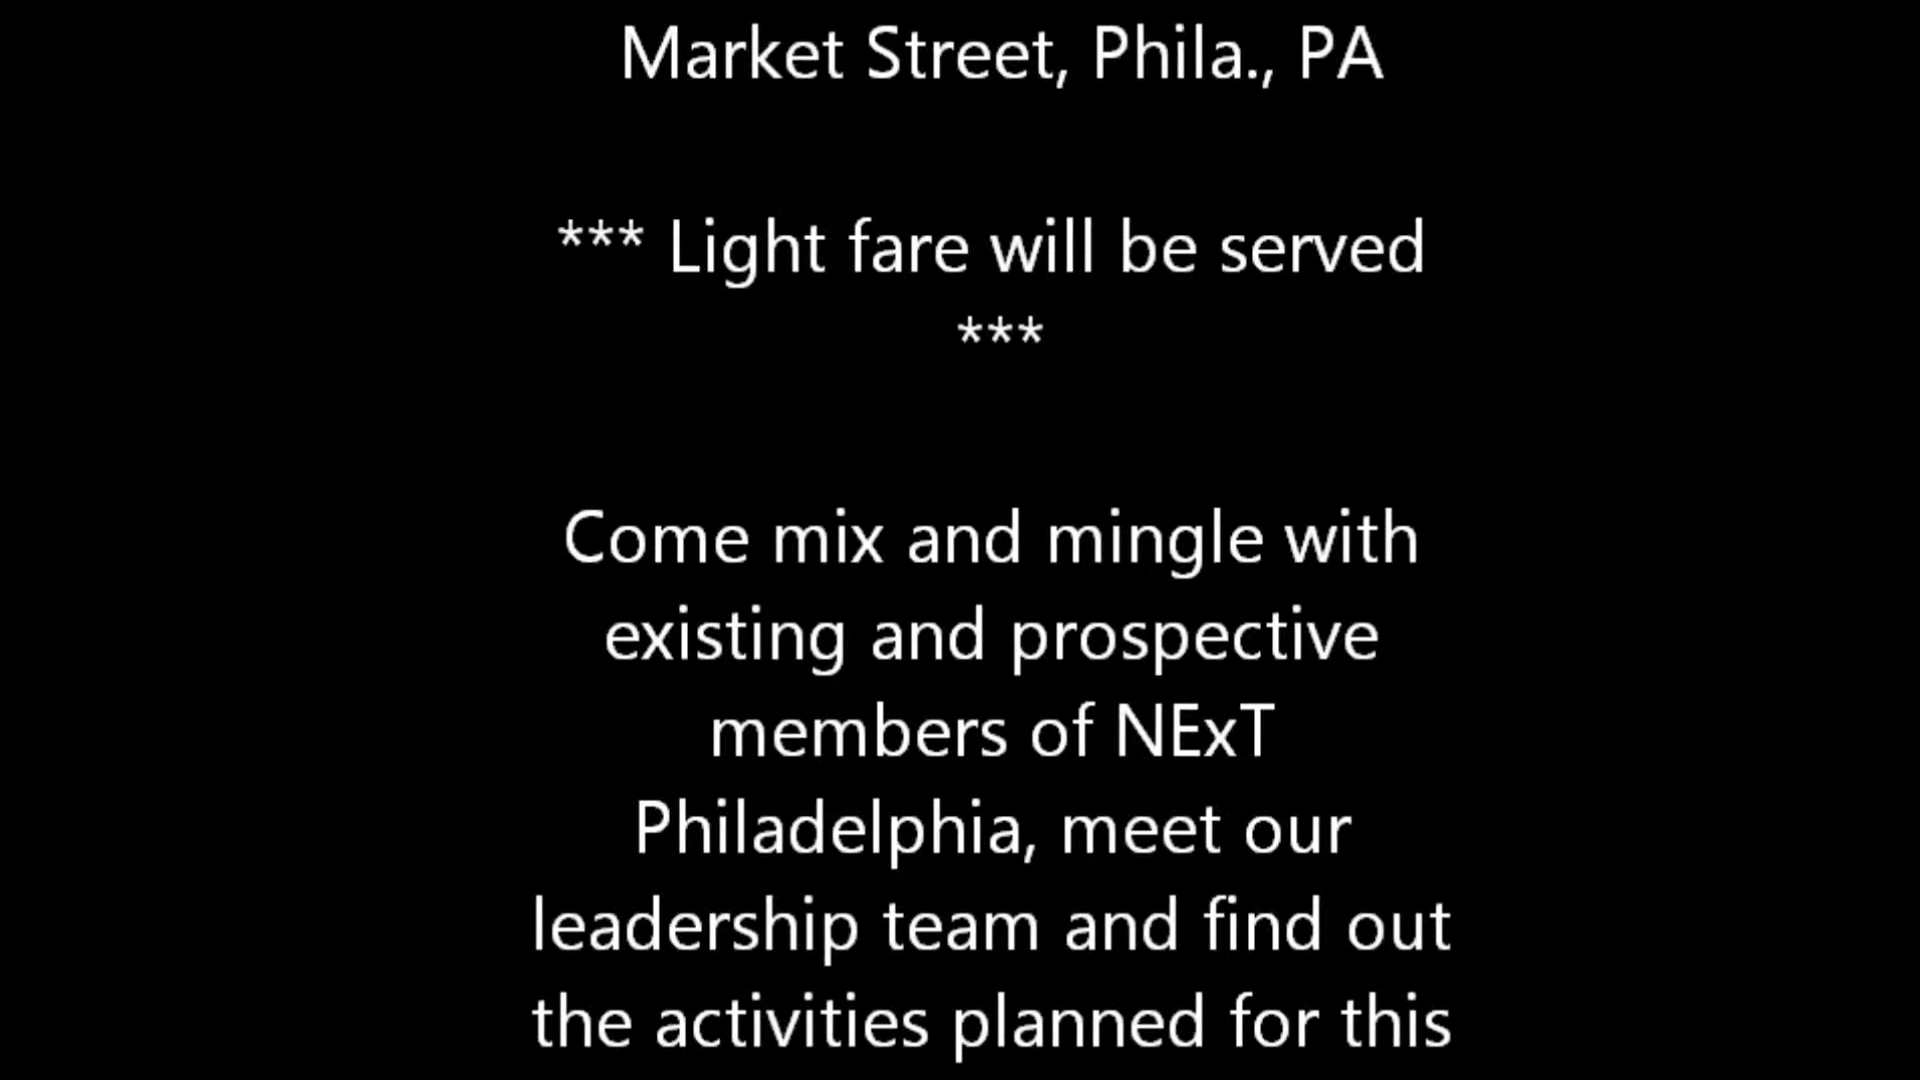 Market Street, Phila., PA
*** Light fare will be served
***
Come mix and mingle with
existing and prospective
members of NExT
Philadelphia, meet our
leadership team and find out
the activities planned for this